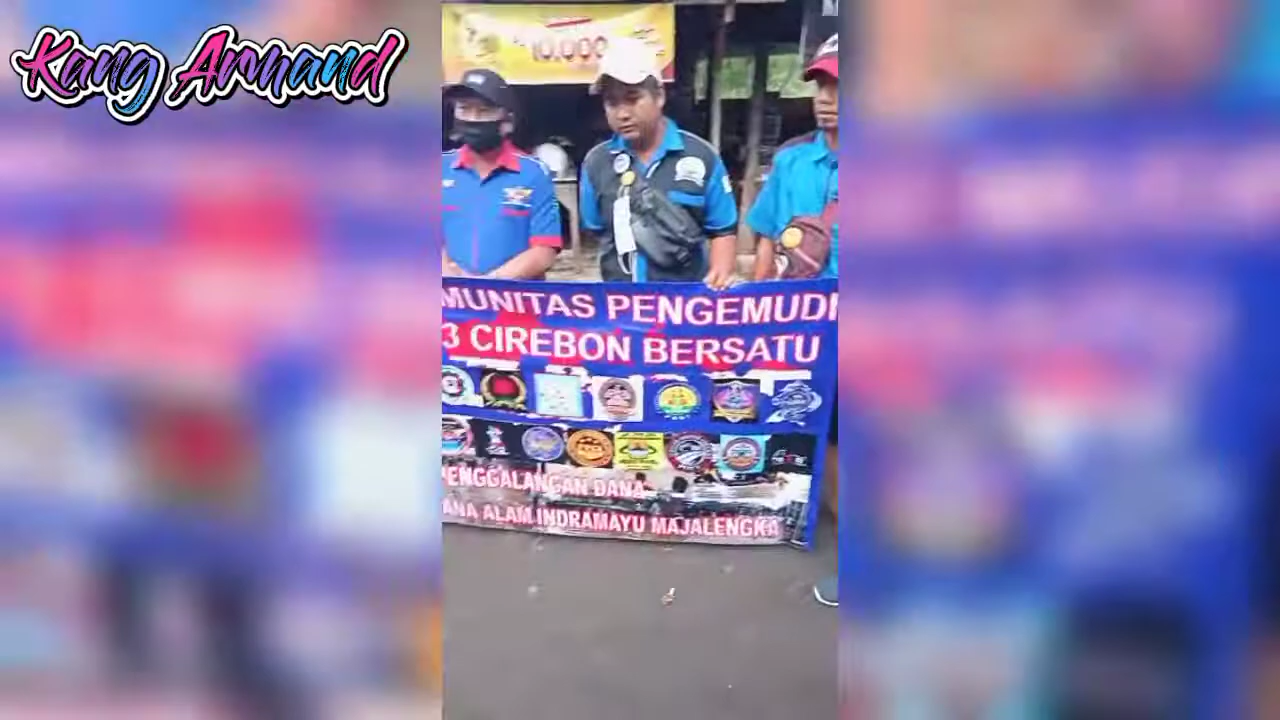 Kang Armand
10.000
MUNITAS PENGEMUDI
3 CIREBON BERSATU
PENGGALANGAN DANA
ANA ALAM INDRAMAYU MAJALENGKA